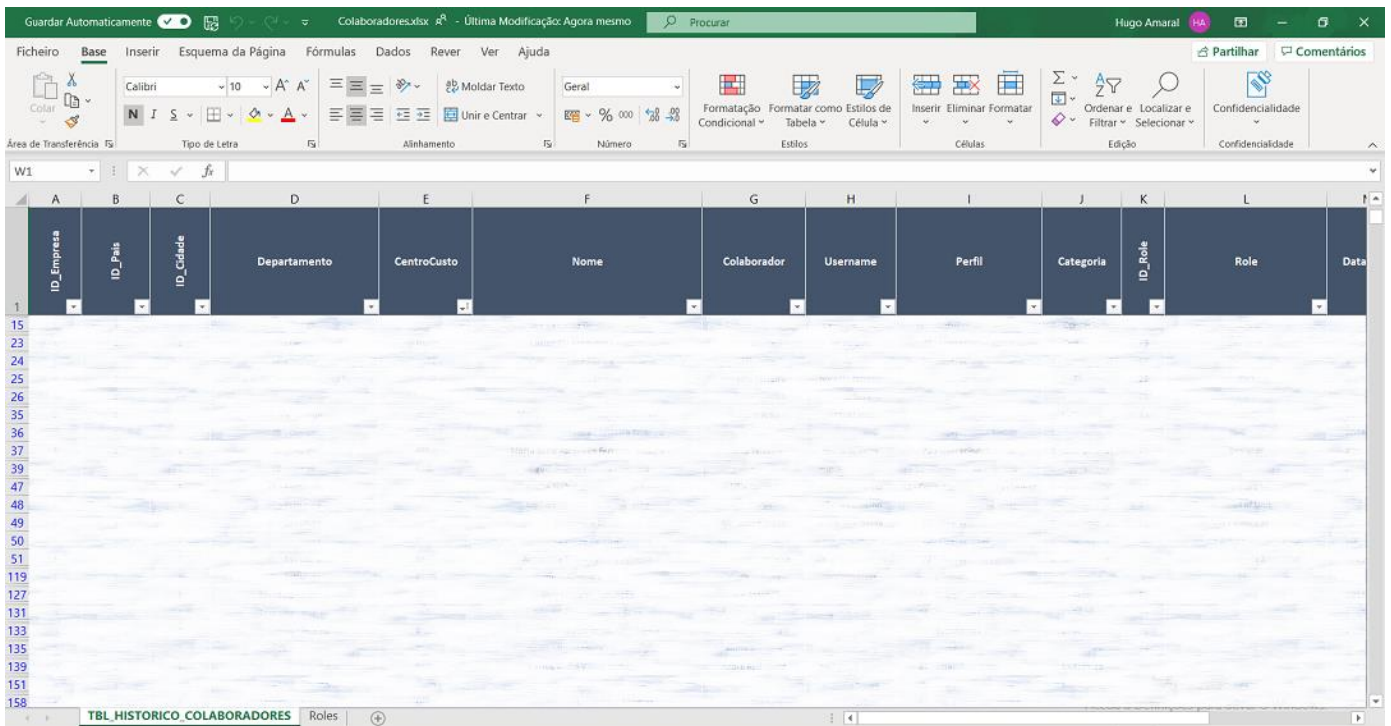 Guardar Automaticamente Colaboradores.xlsx - Última Modificação: Agora mesmo Procurar Hugo Amaral HA
Ficheiro Base Inserir Esquema da Página Fórmulas Dados Rever Ver Ajuda Partilhar Comentários
Colar Calibri 10 A A Moldar Texto Geral
N I S A Unir e Centrar % 000
Formatação Condicional Formatar como Tabela Estilos de Célula Inserir Eliminar Formatar Ordenar e Filtrar Localizar e Selecionar Confidencialidade
Área de Transferência Tipo de Letra Alinhamento Número Estilos Células Edição Confidencialidade
W1 fx
A B C D E F G H I J K L
1 ID_Empresa ID_Pais ID_Cidade Departamento CentroCusto Nome Colaborador Username Perfil Categoria ID_Role Role Data
15
23
24
25
26
35
36
37
39
47
48
49
50
51
119
127
131
133
135
139
151
158
TBL_HISTORICO_COLABORADORES Roles